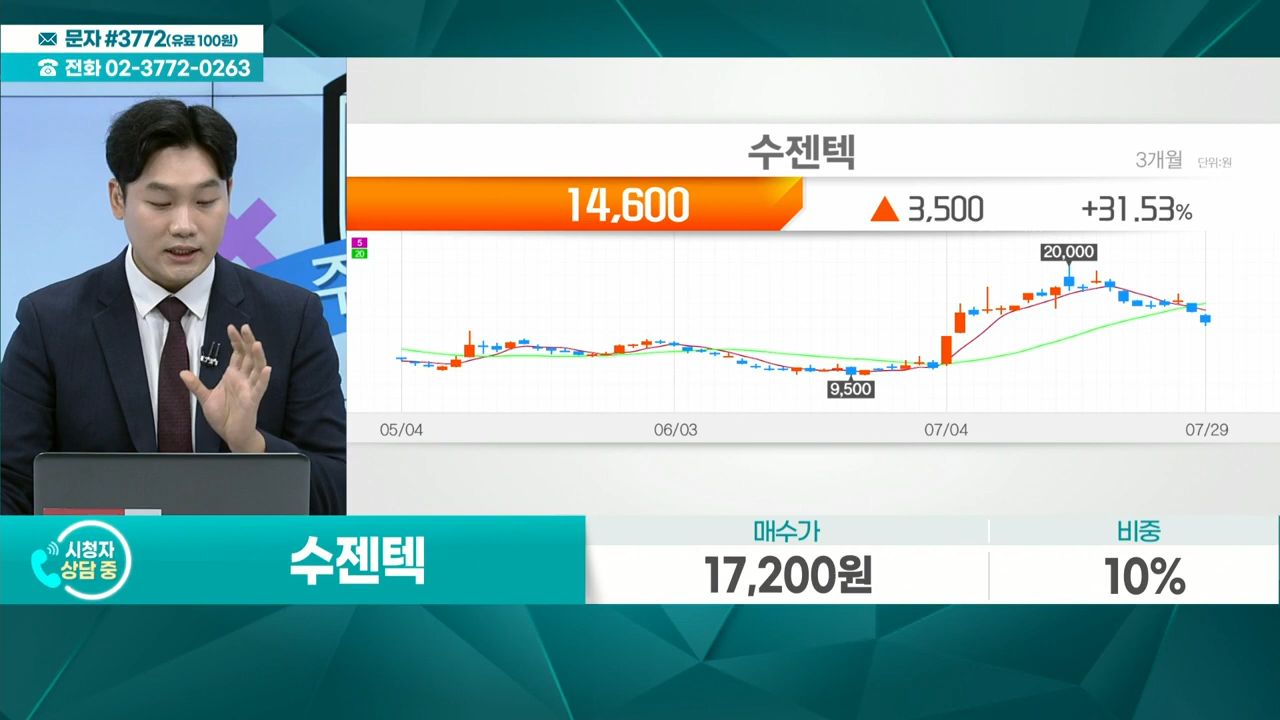 문자 #3772(유료 100원)
전화 02-3772-0263
수젠텍
3개월 단위:원
14,600 ▲ 3,500 +31.53%
5
20
20,000
9,500
05/04 06/03 07/04 07/29
시청자
상담 중
수젠텍
매수가 비중
17,200원 10%